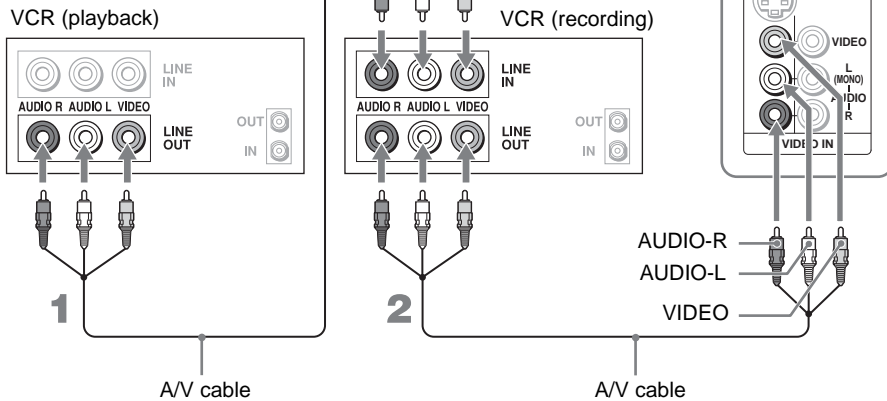 VCR (playback)
LINE
IN
AUDIO R AUDIO L VIDEO
LINE
OUT
OUT
IN
1
A/V cable
VCR (recording)
LINE
IN
AUDIO R AUDIO L VIDEO
LINE
OUT
OUT
IN
2
A/V cable
VIDEO
L
(MONO)
AUDIO
R
VIDEO IN
AUDIO-R
AUDIO-L
VIDEO